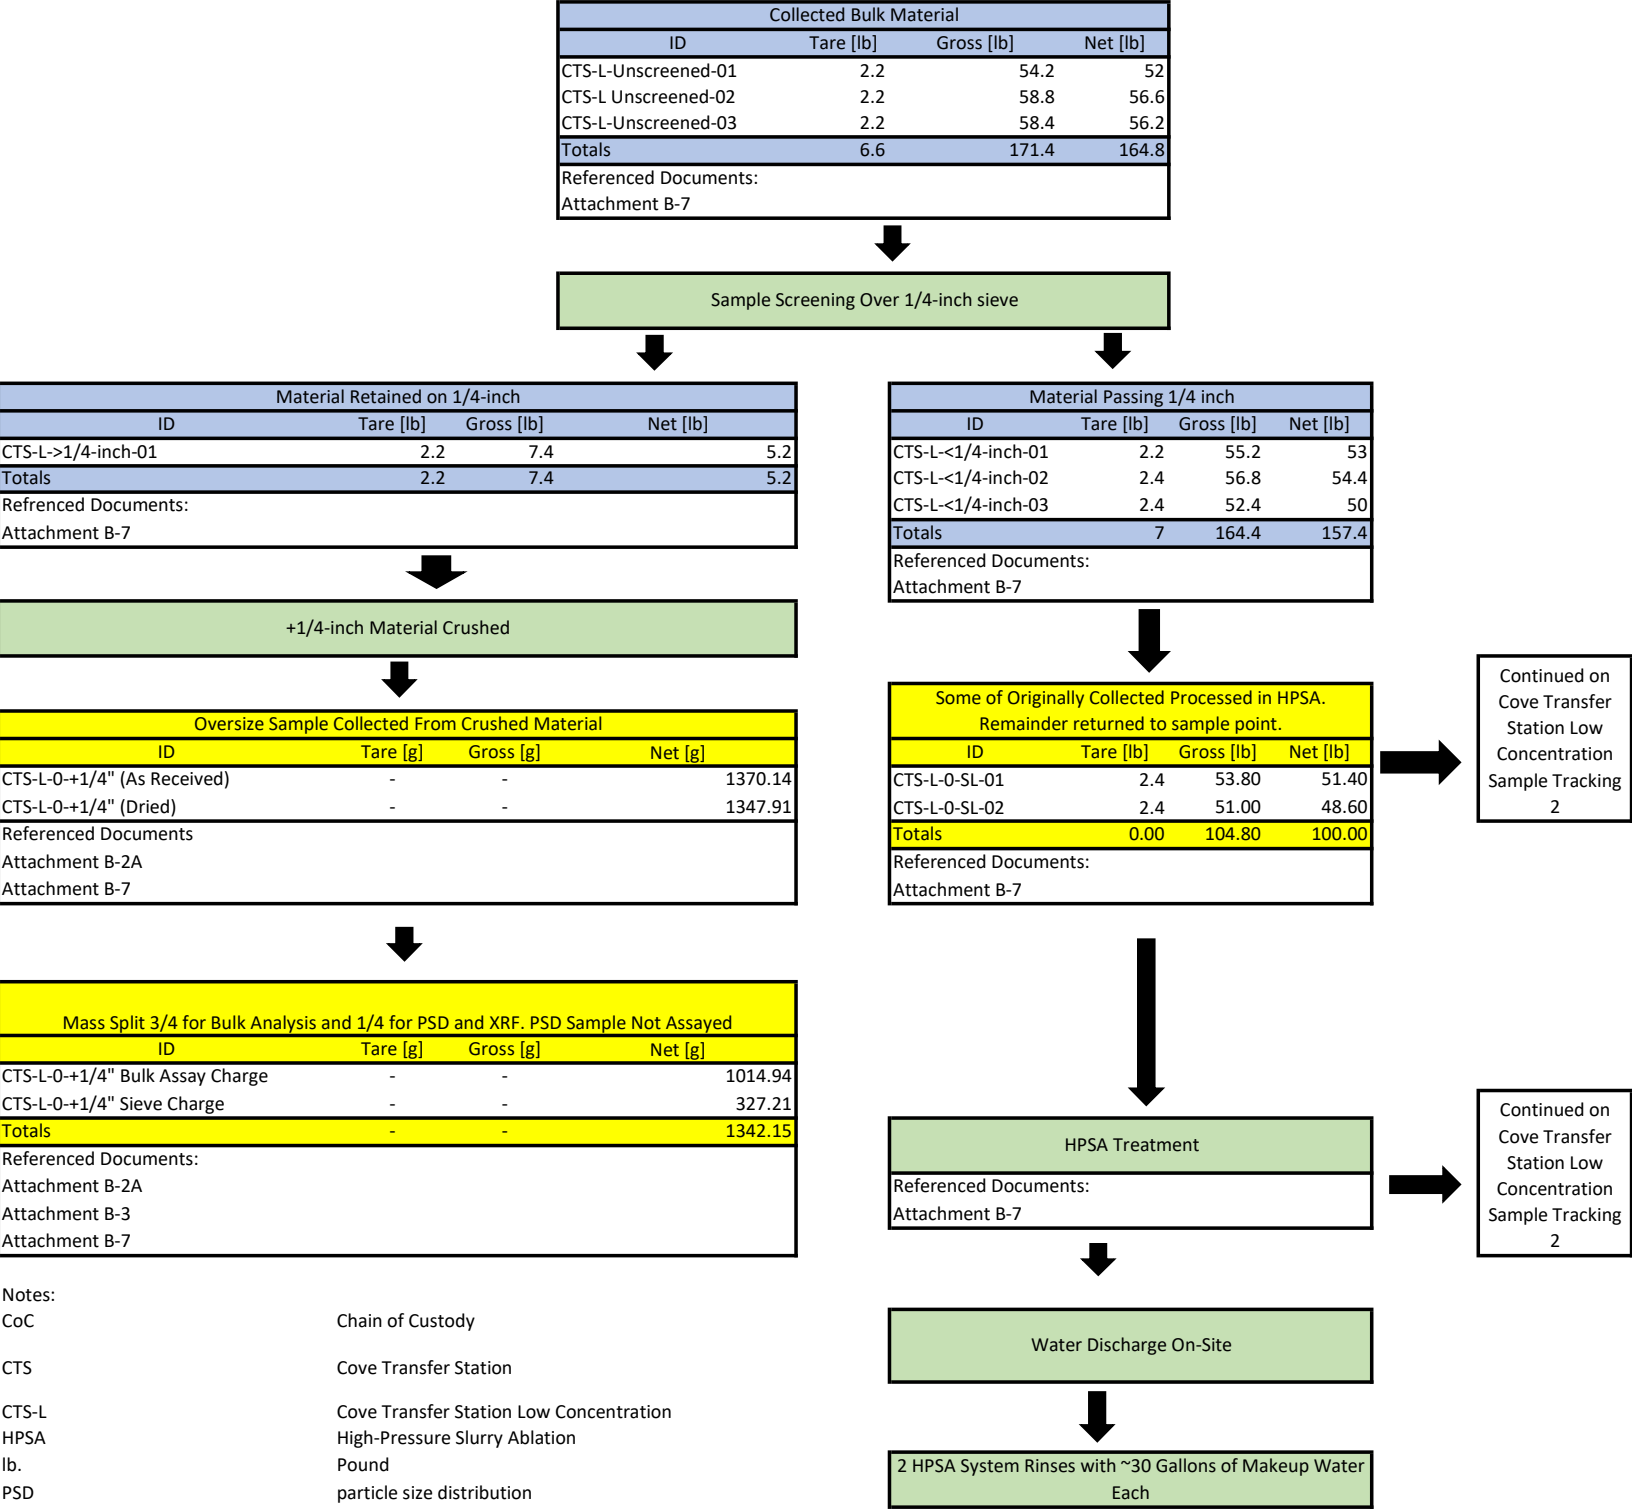 Collected Bulk Material
ID Tare [lb] Gross [lb] Net [lb]
CTS-L-Unscreened-01 2.2 54.2 52
CTS-L Unscreened-02 2.2 58.8 56.6
CTS-L-Unscreened-03 2.2 58.4 56.2
Totals 6.6 171.4 164.8
Referenced Documents:
Attachment B-7
Sample Screening Over 1/4-inch sieve
Material Retained on 1/4-inch
ID Tare [lb] Gross [lb] Net [lb]
CTS-L->1/4-inch-01 2.2 7.4 5.2
Totals 2.2 7.4 5.2
Refrenced Documents:
Attachment B-7
+1/4-inch Material Crushed
Oversize Sample Collected From Crushed Material
ID Tare [g] Gross [g] Net [g]
CTS-L-0-+1/4" (As Received) - - 1370.14
CTS-L-0-+1/4" (Dried) - - 1347.91
Referenced Documents
Attachment B-2A
Attachment B-7
Mass Split 3/4 for Bulk Analysis and 1/4 for PSD and XRF. PSD Sample Not Assayed
ID Tare [g] Gross [g] Net [g]
CTS-L-0-+1/4" Bulk Assay Charge - - 1014.94
CTS-L-0-+1/4" Sieve Charge - - 327.21
Totals - - 1342.15
Referenced Documents:
Attachment B-2A
Attachment B-3
Attachment B-7
Material Passing 1/4 inch
ID Tare [lb] Gross [lb] Net [lb]
CTS-L-<1/4-inch-01 2.2 55.2 53
CTS-L-<1/4-inch-02 2.4 56.8 54.4
CTS-L-<1/4-inch-03 2.4 52.4 50
Totals 7 164.4 157.4
Referenced Documents:
Attachment B-7
Some of Originally Collected Processed in HPSA.
Remainder returned to sample point.
ID Tare [lb] Gross [lb] Net [lb]
CTS-L-0-SL-01 2.4 53.80 51.40
CTS-L-0-SL-02 2.4 51.00 48.60
Totals 0.00 104.80 100.00
Referenced Documents:
Attachment B-7
Continued on
Cove Transfer
Station Low
Concentration
Sample Tracking
2
HPSA Treatment
Referenced Documents:
Attachment B-7
Continued on
Cove Transfer
Station Low
Concentration
Sample Tracking
2
Water Discharge On-Site
2 HPSA System Rinses with ~30 Gallons of Makeup Water
Each
Notes:
CoC Chain of Custody
CTS Cove Transfer Station
CTS-L Cove Transfer Station Low Concentration
HPSA High-Pressure Slurry Ablation
lb. Pound
PSD particle size distribution